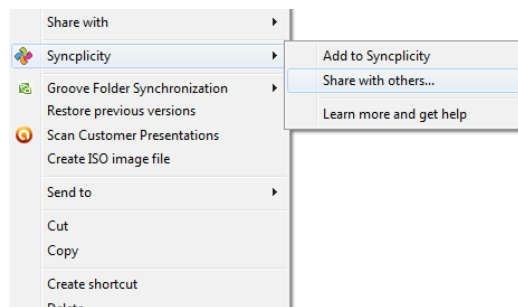 Share with
Syncplicity
Groove Folder Synchronization
Restore previous versions
Scan Customer Presentations
Create ISO image file
Send to
Cut
Copy
Create shortcut
Delete
Add to Syncplicity
Share with others...
Learn more and get help